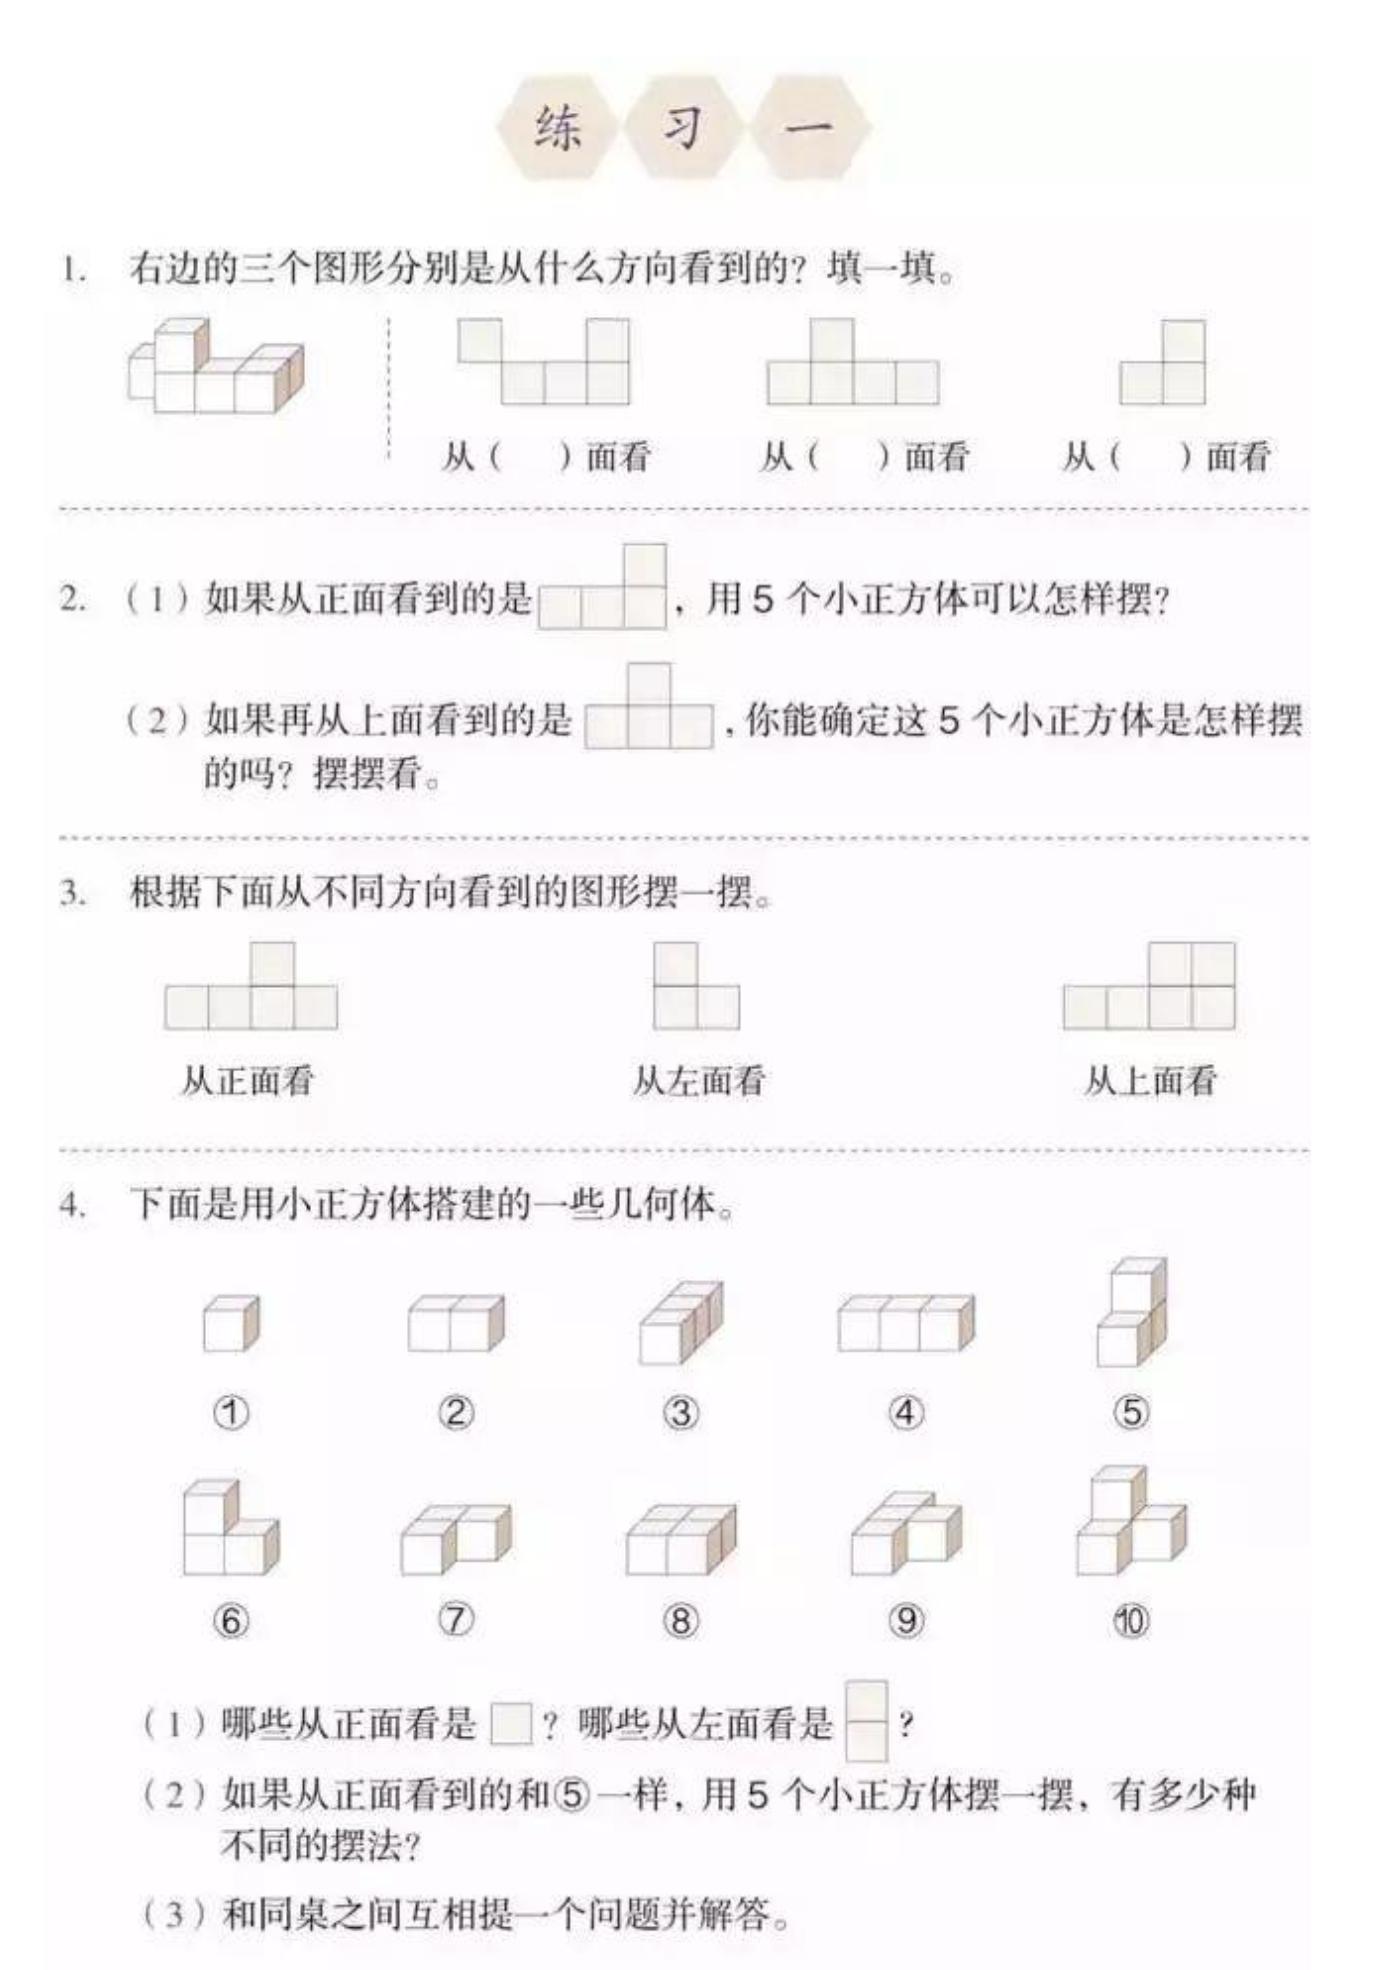 练习一
1. 右边的三个图形分别是从什么方向看到的？填一填。
从（　）面看 从（　）面看 从（　）面看
2. （1）如果从正面看到的是 ，用 5 个小正方体可以怎样摆？
（2）如果再从上面看到的是 ，你能确定这 5 个小正方体是怎样摆
的吗？摆摆看。
3. 根据下面从不同方向看到的图形摆一摆。
从正面看 从左面看 从上面看
4. 下面是用小正方体搭建的一些几何体。
① ② ③ ④ ⑤
⑥ ⑦ ⑧ ⑨ ⑩
（1）哪些从正面看是 ？哪些从左面看是 ？
（2）如果从正面看到的和⑤一样，用 5 个小正方体摆一摆，有多少种
不同的摆法？
（3）和同桌之间互相提一个问题并解答。